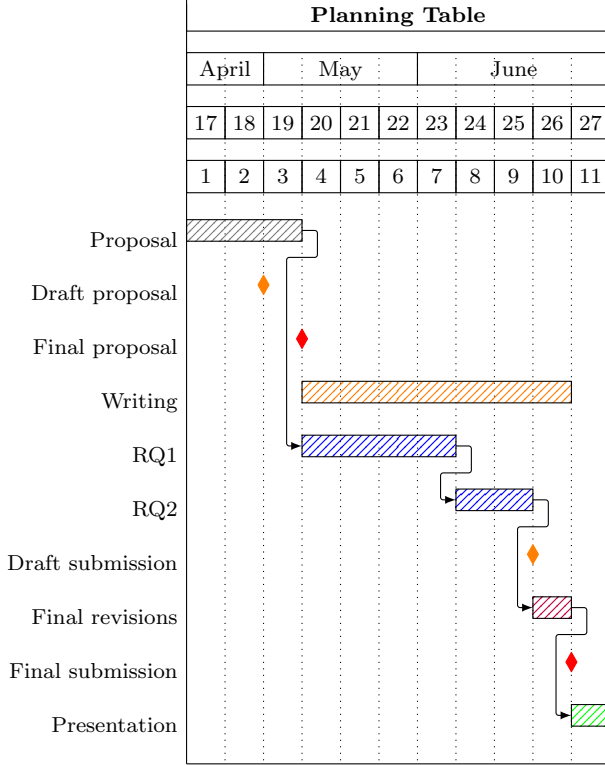 Planning Table
April May June
17 18 19 20 21 22 23 24 25 26 27
1 2 3 4 5 6 7 8 9 10 11
Proposal
Draft proposal
Final proposal
Writing
RQ1
RQ2
Draft submission
Final revisions
Final submission
Presentation